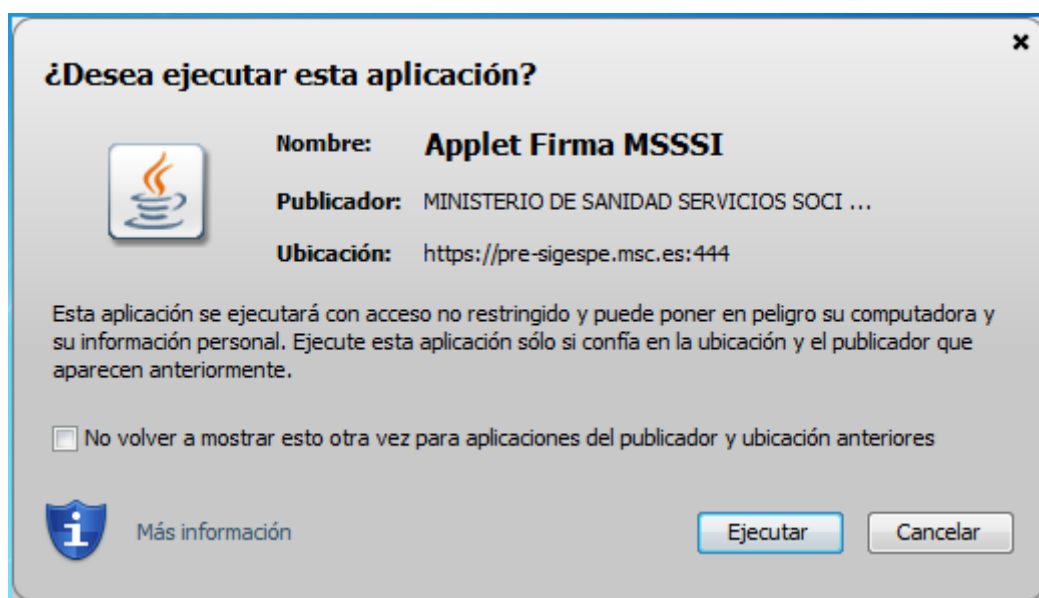 ¿Desea ejecutar esta aplicación?
Nombre: Applet Firma MSSSI
Publicador: MINISTERIO DE SANIDAD SERVICIOS SOCI ...
Ubicación: https://pre-sigespe.msc.es:444
Esta aplicación se ejecutará con acceso no restringido y puede poner en peligro su computadora y
su información personal. Ejecute esta aplicación sólo si confía en la ubicación y el publicador que
aparecen anteriormente.
No volver a mostrar esto otra vez para aplicaciones del publicador y ubicación anteriores
Más información
Ejecutar
Cancelar